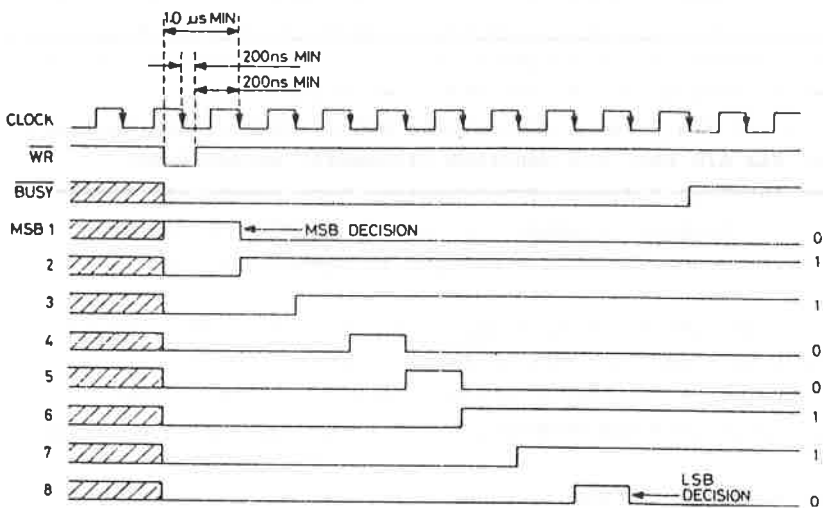 1.0 µs MIN
200ns MIN
200ns MIN
CLOCK
WR
BUSY
MSB 1
MSB DECISION
0
2
1
3
1
4
0
5
0
6
1
7
1
8
LSB
DECISION
0